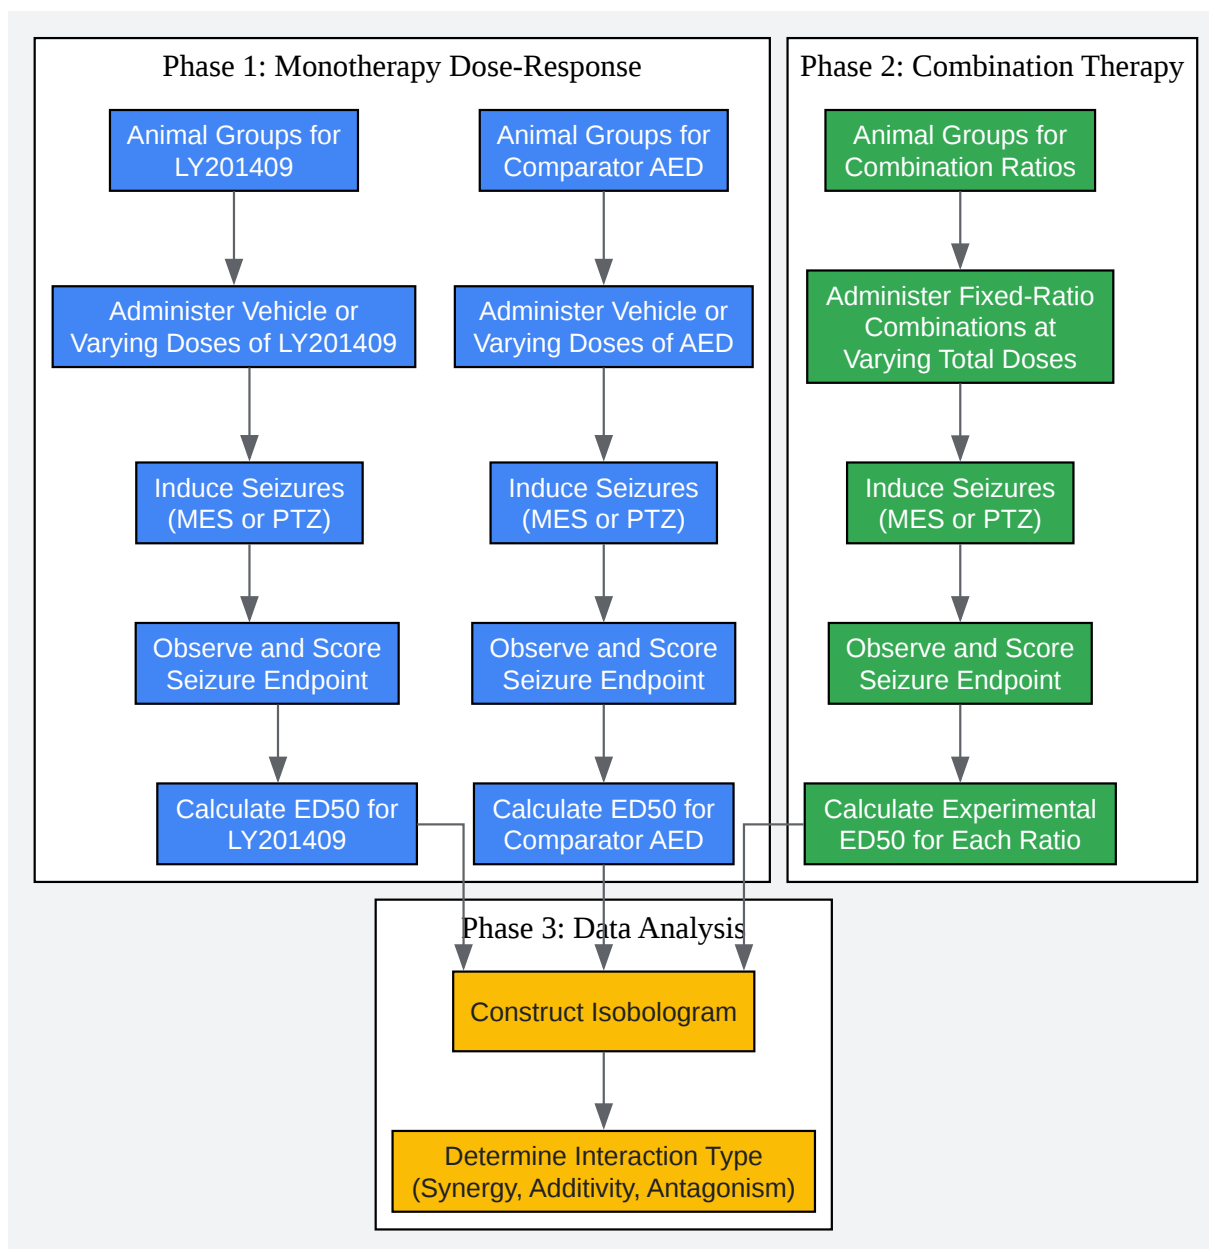 Phase 1: Monotherapy Dose-Response
Animal Groups for
LY201409
Administer Vehicle or
Varying Doses of LY201409
Induce Seizures
(MES or PTZ)
Observe and Score
Seizure Endpoint
Calculate ED50 for
LY201409
Animal Groups for
Comparator AED
Administer Vehicle or
Varying Doses of AED
Induce Seizures
(MES or PTZ)
Observe and Score
Seizure Endpoint
Calculate ED50 for
Comparator AED
Phase 2: Combination Therapy
Animal Groups for
Combination Ratios
Administer Fixed-Ratio
Combinations at
Varying Total Doses
Induce Seizures
(MES or PTZ)
Observe and Score
Seizure Endpoint
Calculate Experimental
ED50 for Each Ratio
Phase 3: Data Analysis
Construct Isobologram
Determine Interaction Type
(Synergy, Additivity, Antagonism)